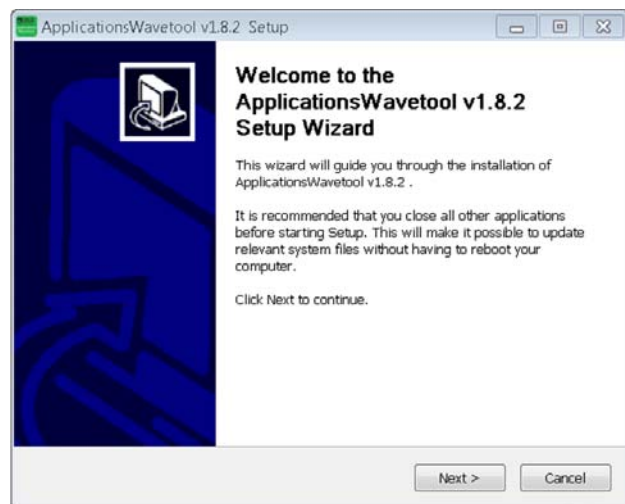 ApplicationsWavetool v1.8.2 Setup
Welcome to the
ApplicationsWavetool v1.8.2
Setup Wizard
This wizard will guide you through the installation of
ApplicationsWavetool v1.8.2 .
It is recommended that you close all other applications
before starting Setup. This will make it possible to update
relevant system files without having to reboot your
computer.
Click Next to continue.
Next >
Cancel